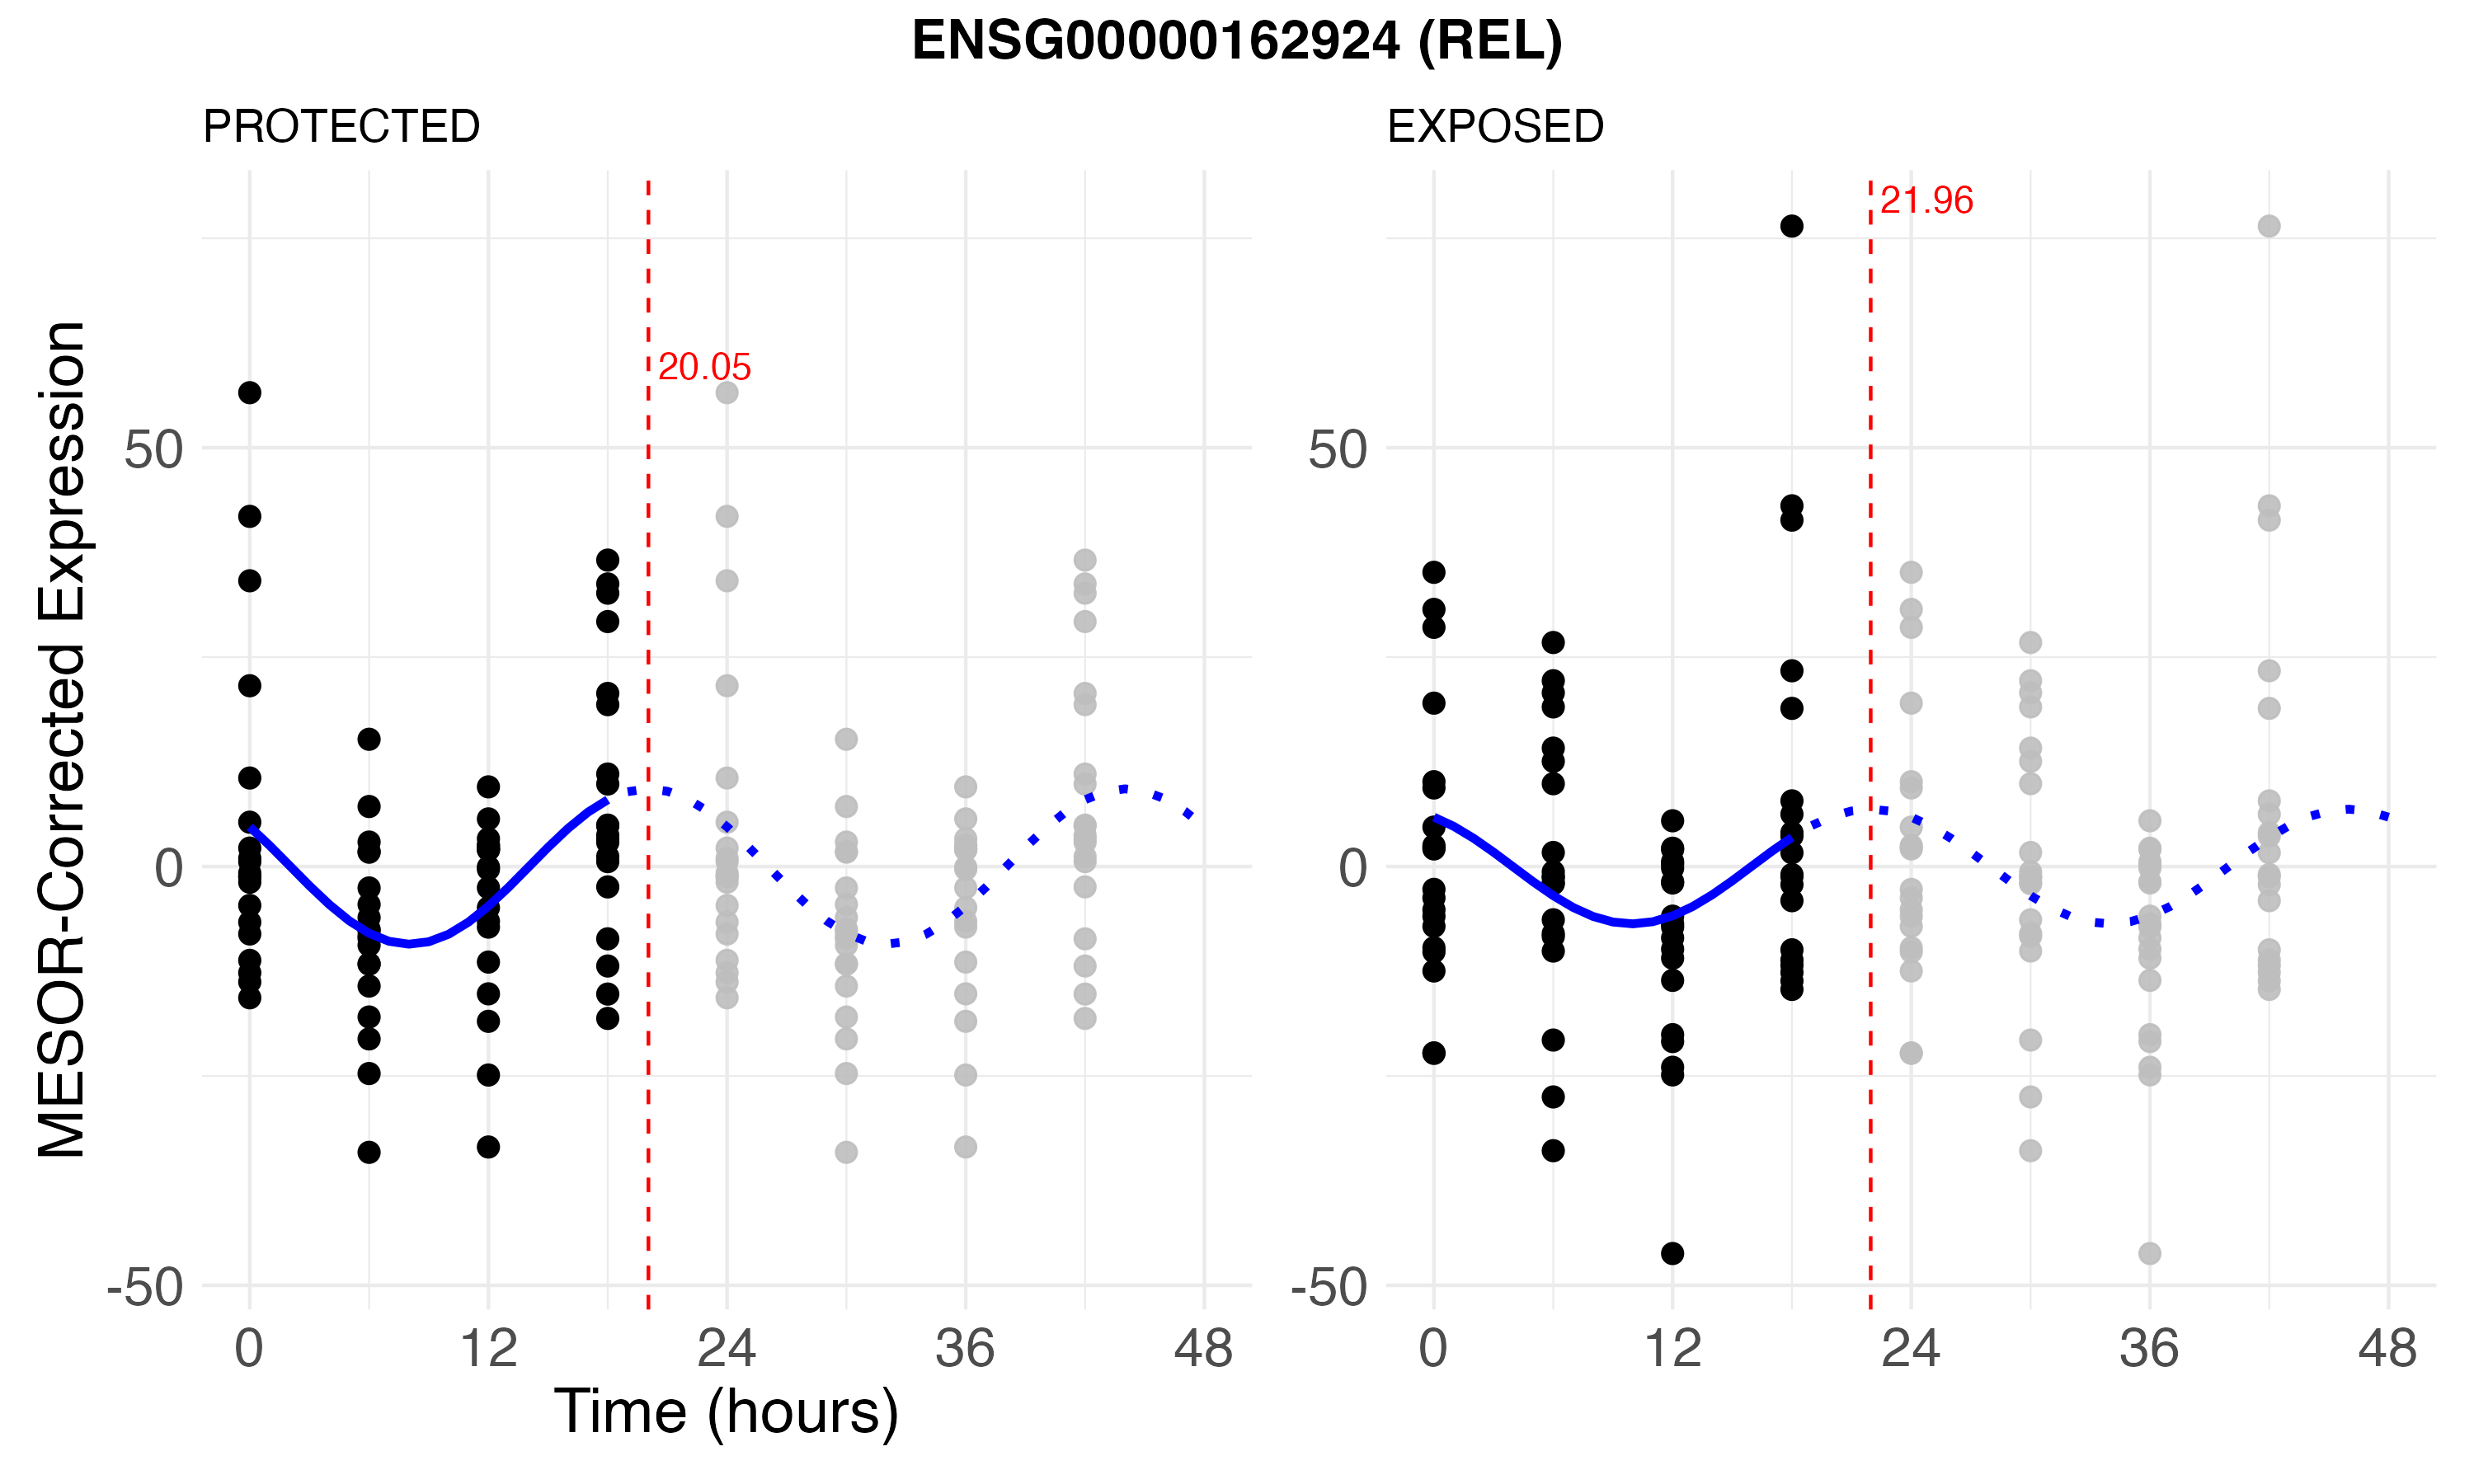 ENSG00000162924 (REL)
PROTECTED
EXPOSED
MESOR-Corrected Expression
21.96
20.05
50
0
-50
50
0
-50
0 12 24 36 48
0 12 24 36 48
Time (hours)